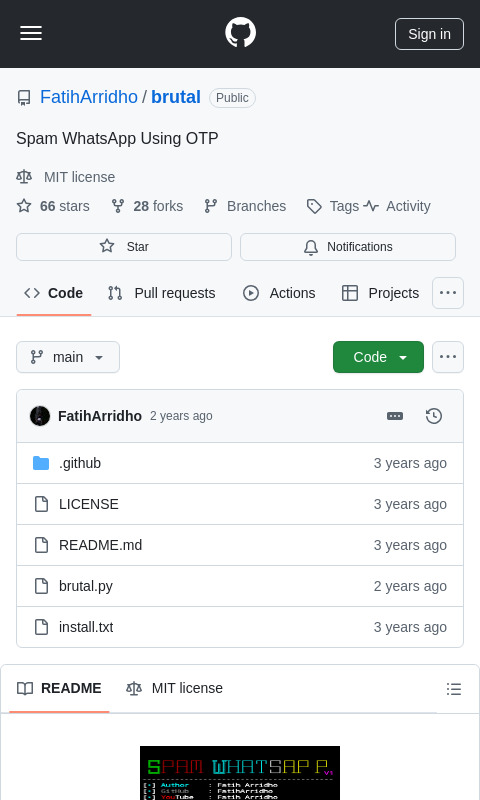 Sign in
FatihArridho / brutal Public
Spam WhatsApp Using OTP
MIT license
66 stars 28 forks Branches Tags Activity
Star Notifications
Code Pull requests Actions Projects
main Code
FatihArridho 2 years ago
.github 3 years ago
LICENSE 3 years ago
README.md 3 years ago
brutal.py 2 years ago
install.txt 3 years ago
README MIT license
SPAM WHATSAPP V3
[-] Author : Fatih Arridho
[-] GitHub : FatihArridho
[-] YouTube : Fatih Arridho